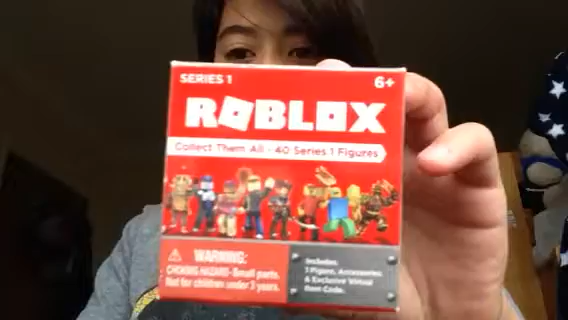 SERIES 1
6+
ROBLOX
Collect Them All - 40 Series 1 Figures
WARNING:
CHOKING HAZARD-Small parts.
Not for children under 3 years.
Includes:
1 Figure, Accessories,
& Exclusive Virtual
Item Code.